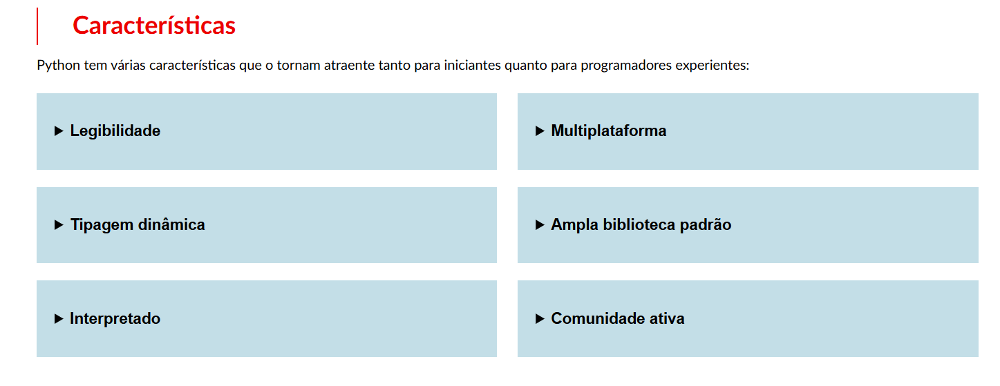 Características
Python tem várias características que o tornam atraente tanto para iniciantes quanto para programadores experientes:
Legibilidade
Multiplataforma
Tipagem dinâmica
Ampla biblioteca padrão
Interpretado
Comunidade ativa